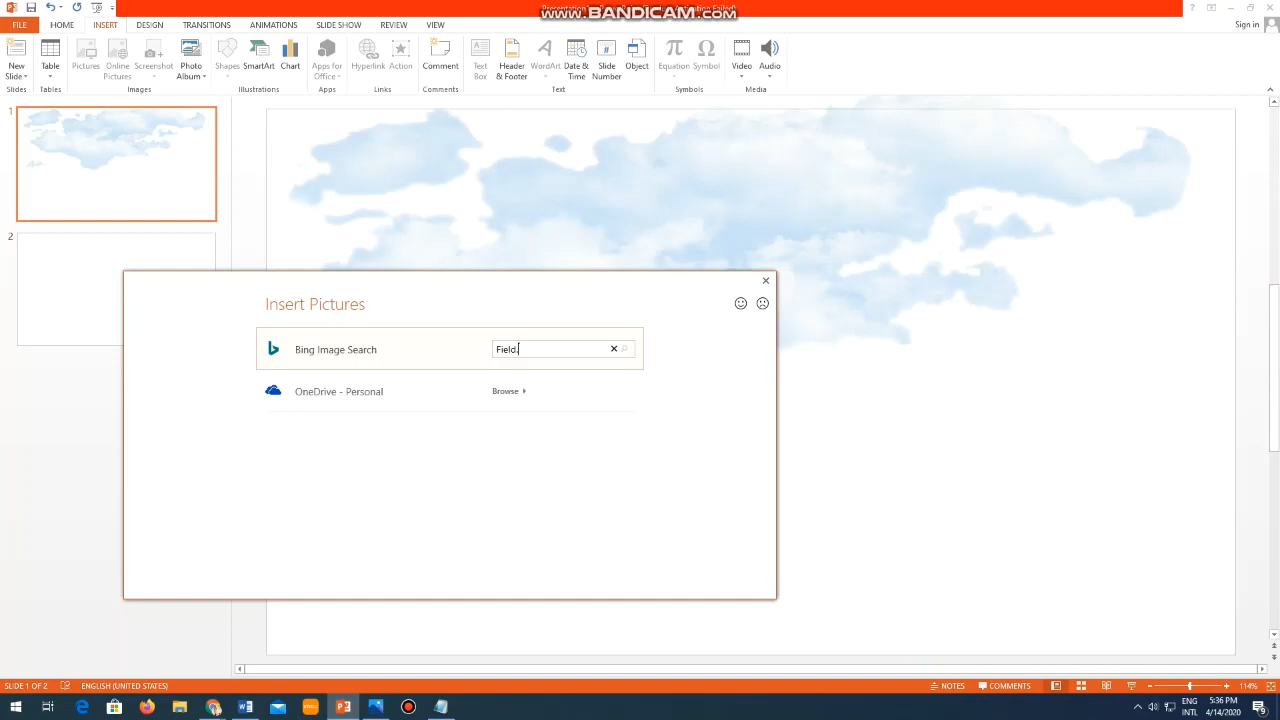 Presentation
Activation Failed)
www.BANDICAM.com
Sign in
FILE HOME INSERT DESIGN TRANSITIONS ANIMATIONS SLIDE SHOW REVIEW VIEW
New Slide Table Pictures Online Pictures Screenshot Photo Album Shapes SmartArt Chart Apps for Office Hyperlink Action Comment Text Box Header & Footer WordArt Date & Time Slide Number Object Equation Symbol Video Audio
Slides Tables Images Illustrations Apps Links Comments Text Symbols Media
1
2
Insert Pictures
Bing Image Search Field.
OneDrive - Personal Browse
SLIDE 1 OF 2 ENGLISH (UNITED STATES) NOTES COMMENTS 114%
ENG 5:36 PM
INTL 4/14/2020